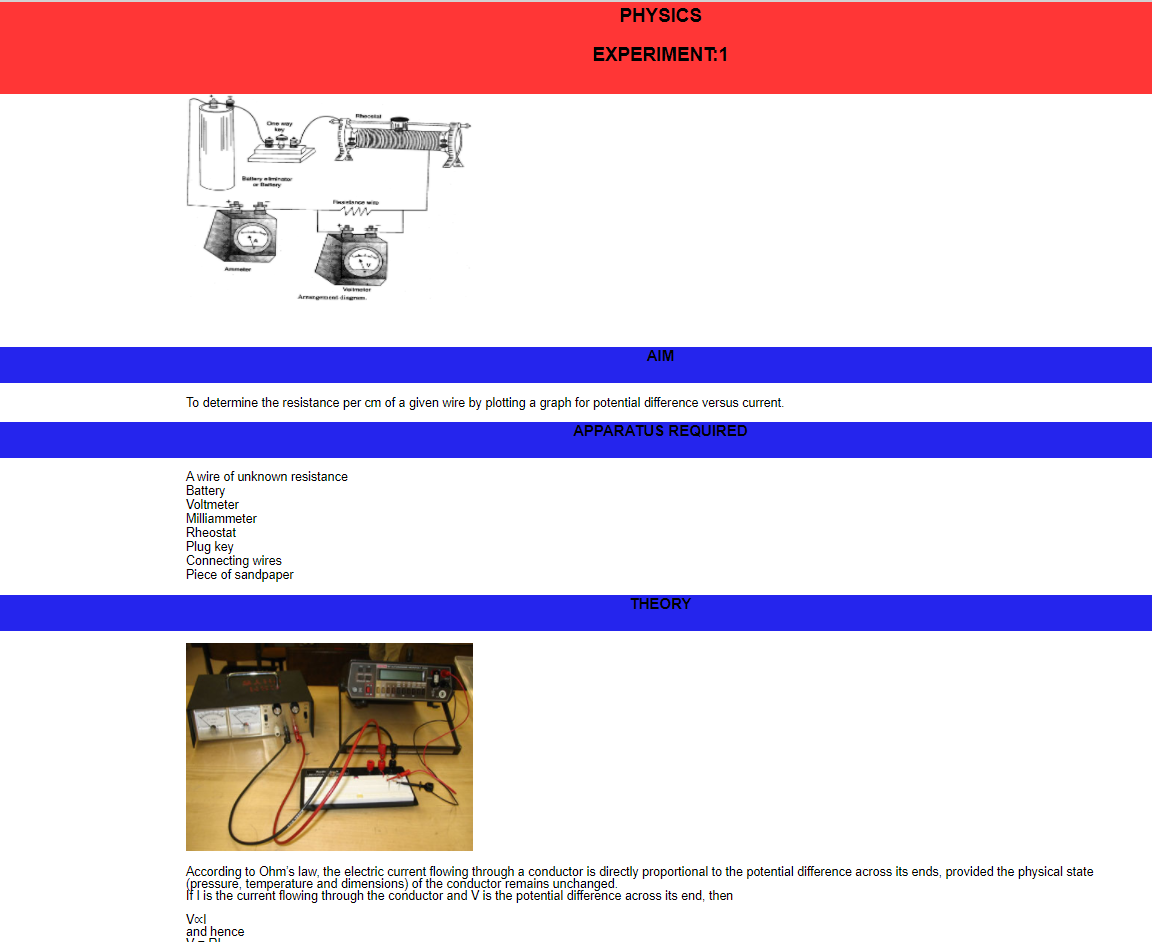 PHYSICS
EXPERIMENT:1
One way
key
Rheostat
Battery eliminator
or Battery
Resistance wire
Ammeter
Voltmeter
Arrangement diagram.
AIM
To determine the resistance per cm of a given wire by plotting a graph for potential difference versus current.
APPARATUS REQUIRED
A wire of unknown resistance
Battery
Voltmeter
Milliammeter
Rheostat
Plug key
Connecting wires
Piece of sandpaper
THEORY
According to Ohm's law, the electric current flowing through a conductor is directly proportional to the potential difference across its ends, provided the physical state
(pressure, temperature and dimensions) of the conductor remains unchanged.
If I is the current flowing through the conductor and V is the potential difference across its end, then
V∝I
and hence
V = RI